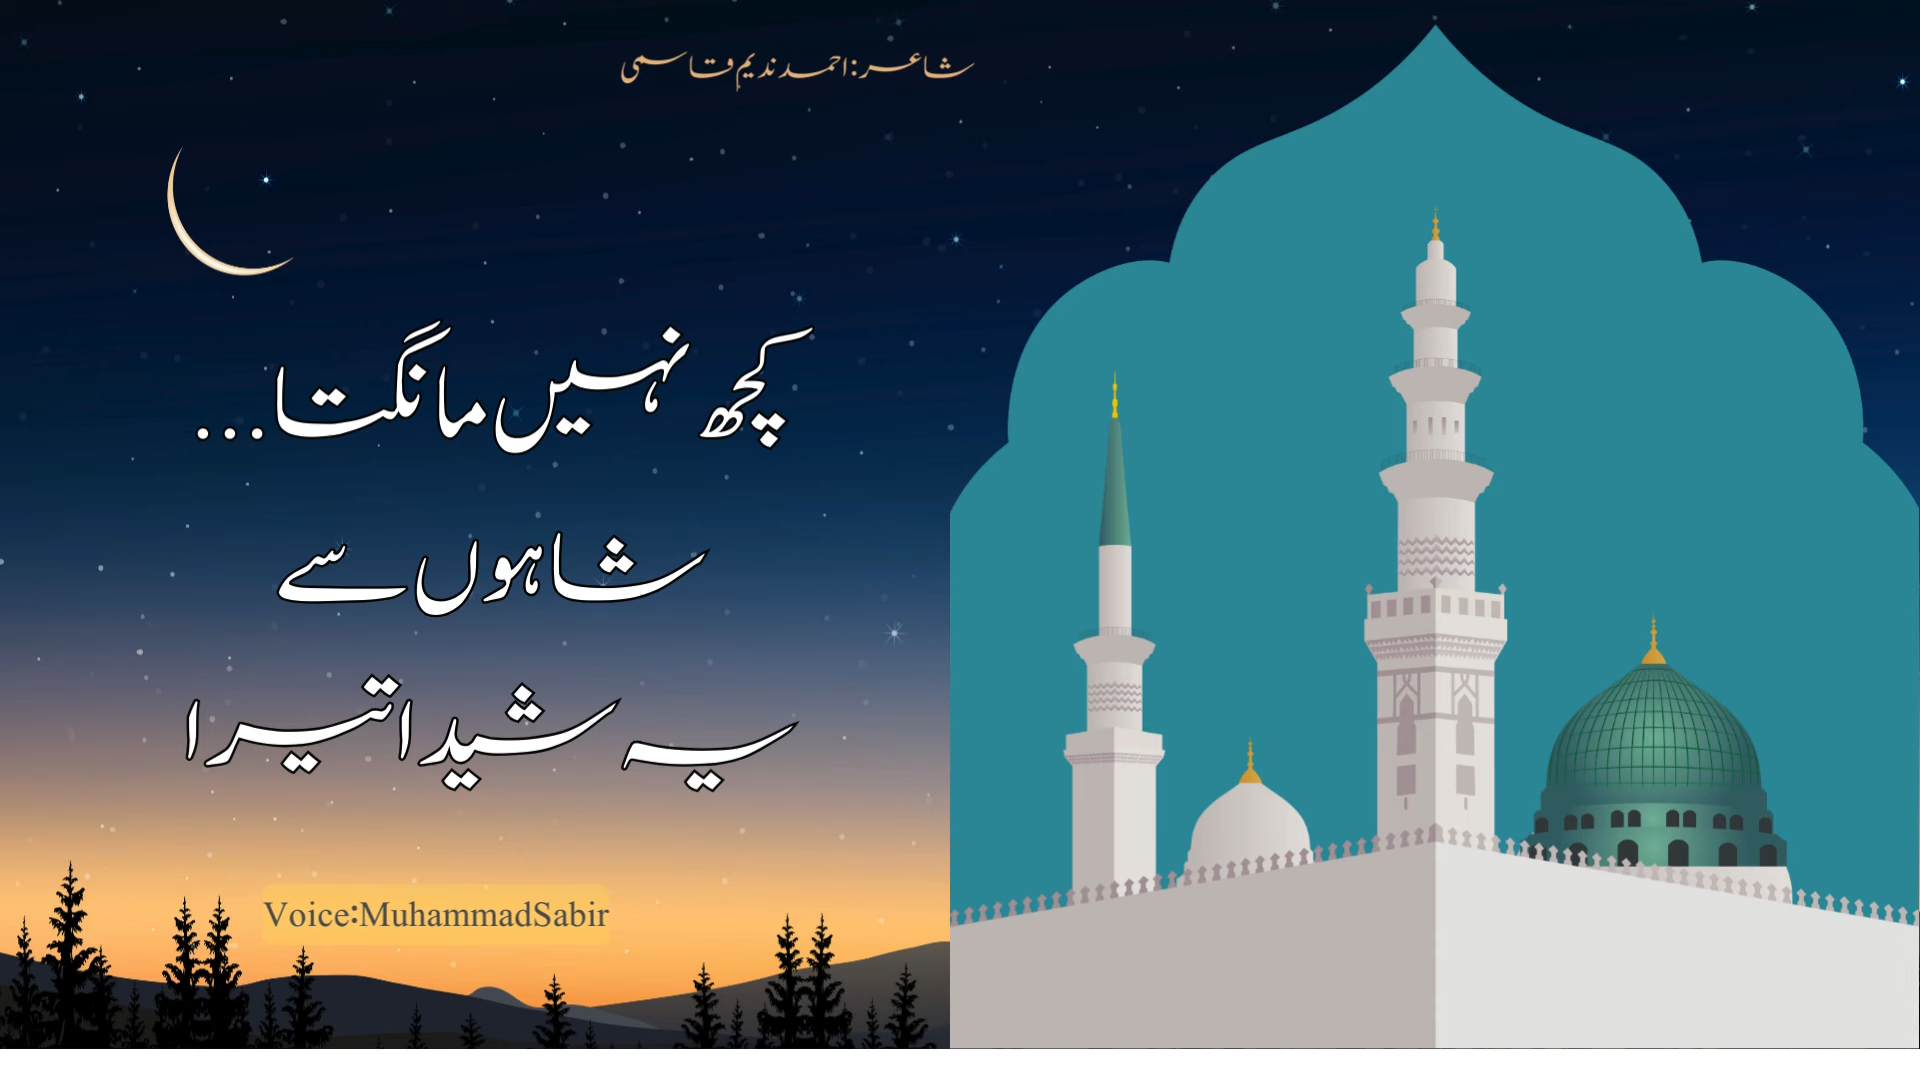 شاعر:احمد ندیم قاسمی
کچھ نہیں مانگتا...
شاہوں سے
یہ شیدا تیرا
Voice:MuhammadSabir